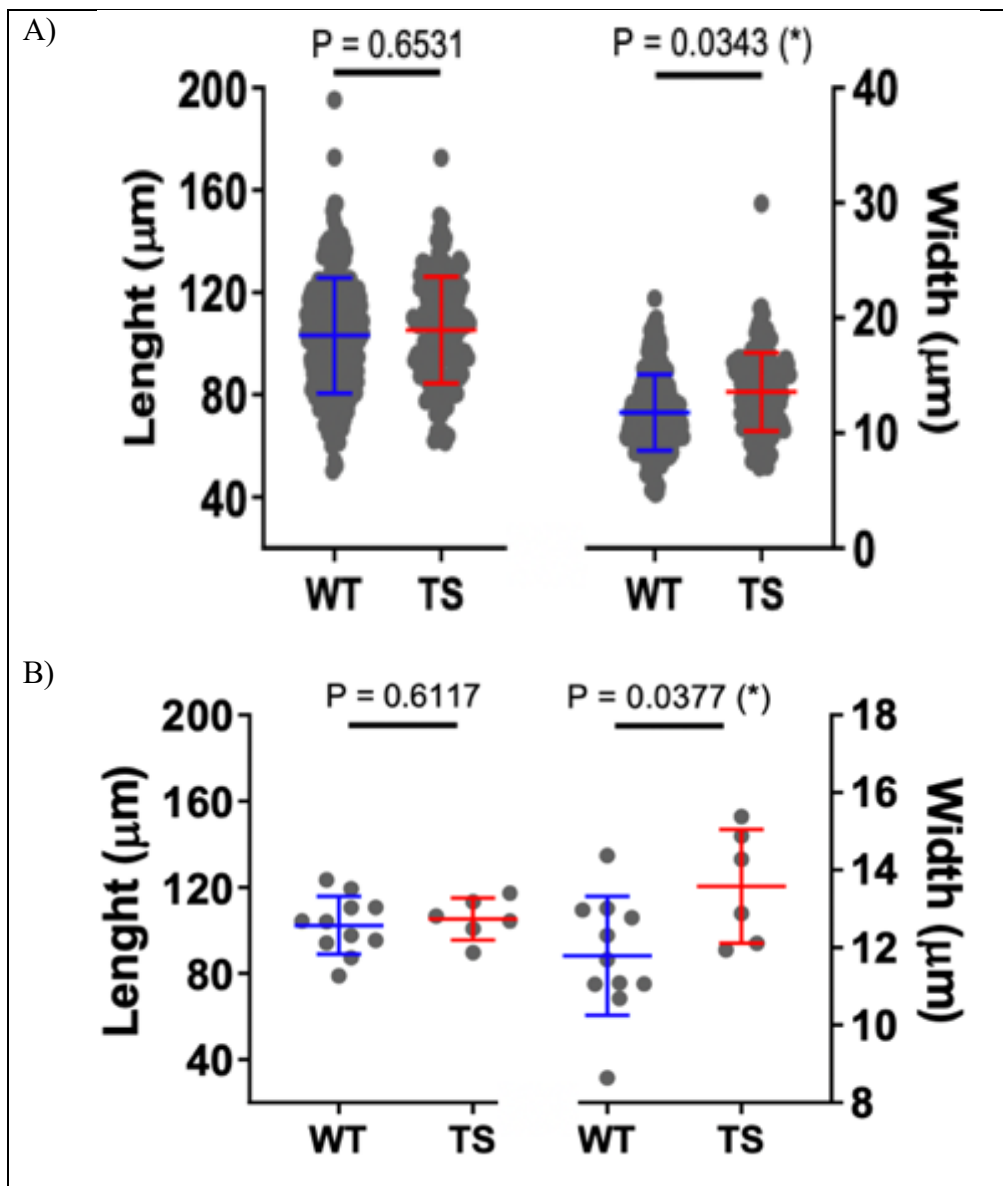 A)
P = 0.6531
P = 0.0343 (*)
200
160
120
80
40
Lenght (μm)
40
30
20
10
0
Width (μm)
WT
TS
WT
TS
B)
P = 0.6117
P = 0.0377 (*)
200
160
120
80
40
Lenght (μm)
18
16
14
12
10
8
Width (μm)
WT
TS
WT
TS